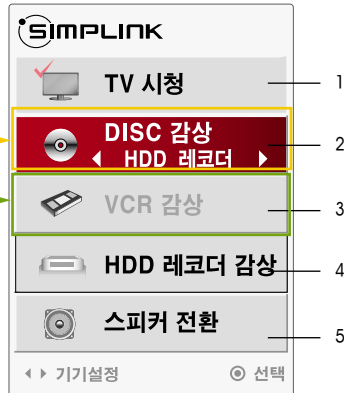 SIMPLINK
TV 시청 1
DISC 감상 2
HDD 레코더
VCR 감상 3
HDD 레코더 감상 4
스피커 전환 5
기기설정 선택